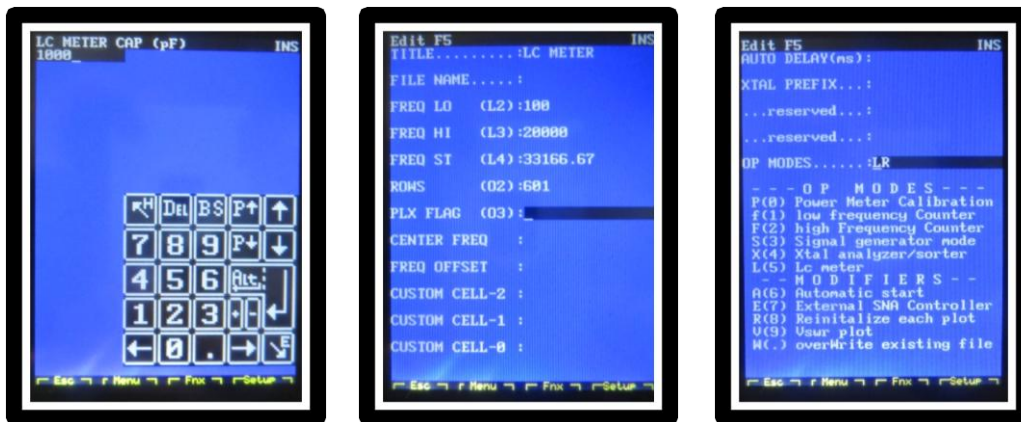 LC METER CAP (pF)
INS
1000_
↖H DEL BS P↑ ↑
7 8 9 P↓ ↓
4 5 6 Alt:
1 2 3 + -
← 0 . → ↘E
Esc Menu Fnx Setup
Edit F5 INS
TITLE.........:LC METER
FILE NAME.....:
FREQ LO (L2):100
FREQ HI (L3):20000
FREQ ST (L4):33166.67
ROWS (O2):601
PLX FLAG (O3):_
CENTER FREQ :
FREQ OFFSET :
CUSTOM CELL-2 :
CUSTOM CELL-1 :
CUSTOM CELL-0 :
Esc Menu Fnx Setup
Edit F5 INS
AUTO DELAY(ms):
XTAL PREFIX...:
...reserved...:
...reserved...:
OP MODES......:LR
- - - O P M O D E S - - -
P(0) Power Meter Calibration
f(1) low frequency Counter
F(2) high Frequency Counter
S(3) Signal generator mode
X(4) Xtal analyzer/sorter
L(5) Lc meter
- - M O D I F I E R S - -
A(6) Automatic start
E(7) External SNA Controller
R(8) Reinitalize each plot
V(9) Vswr plot
W(.) overWrite existing file
Esc Menu Fnx Setup